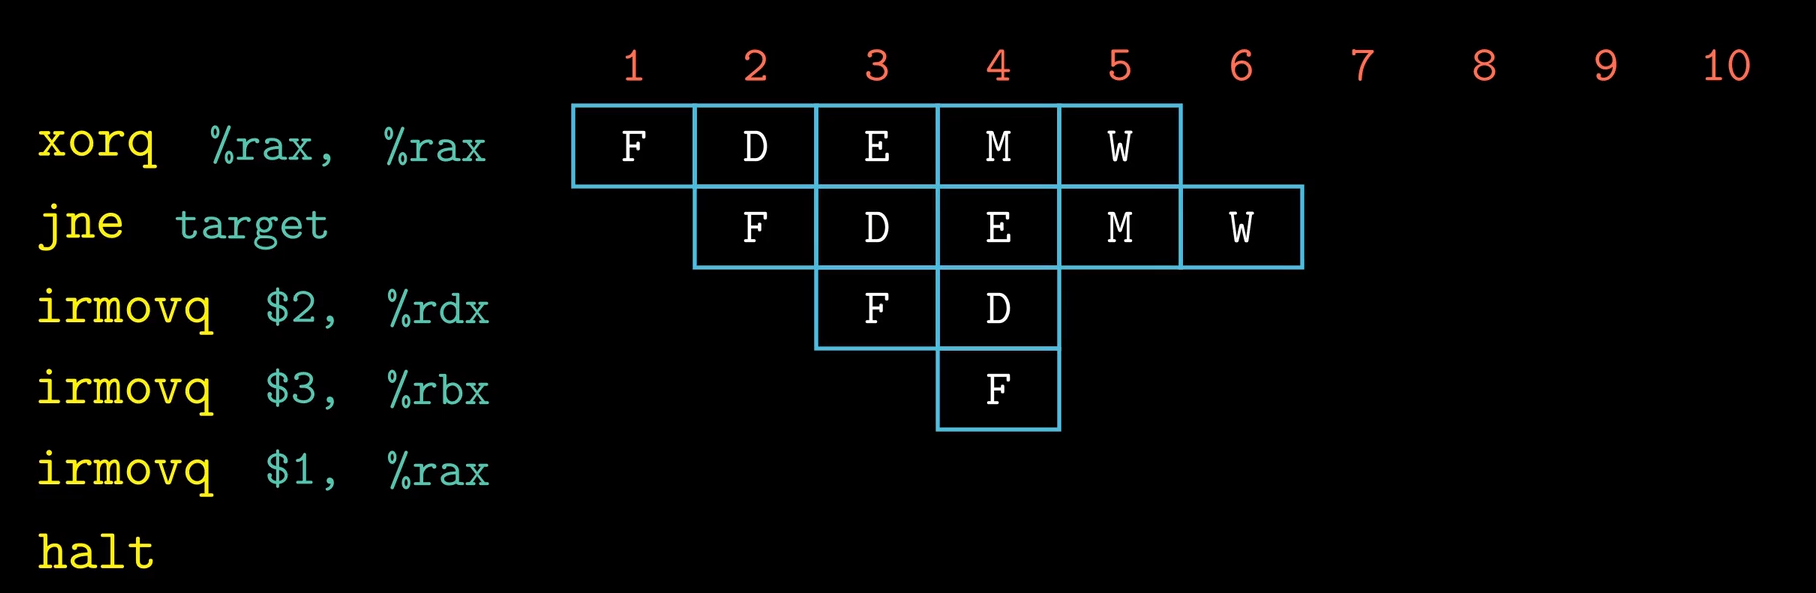 1 2 3 4 5 6 7 8 9 10
xorq %rax, %rax F D E M W
jne target F D E M W
irmovq $2, %rdx F D
irmovq $3, %rbx F
irmovq $1, %rax
halt